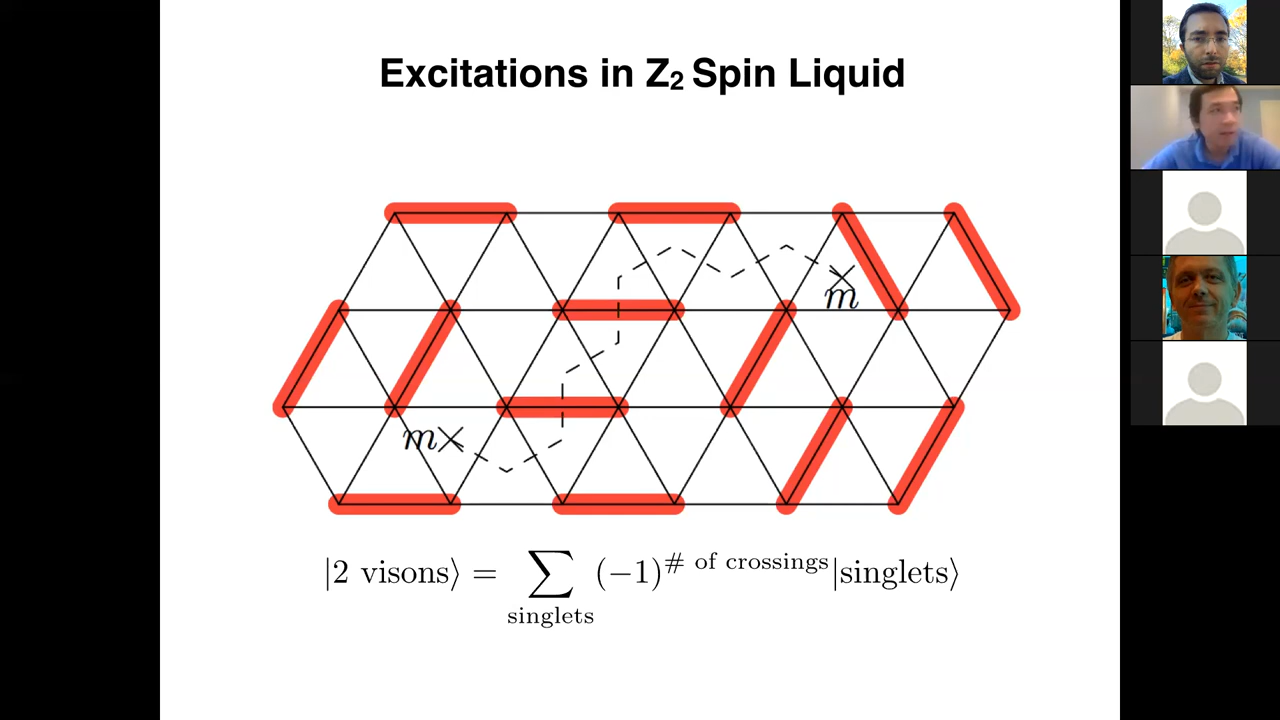 Excitations in Z₂ Spin Liquid
m
m
|2 visons⟩ = ∑ (−1)^# of crossings |singlets⟩
singlets